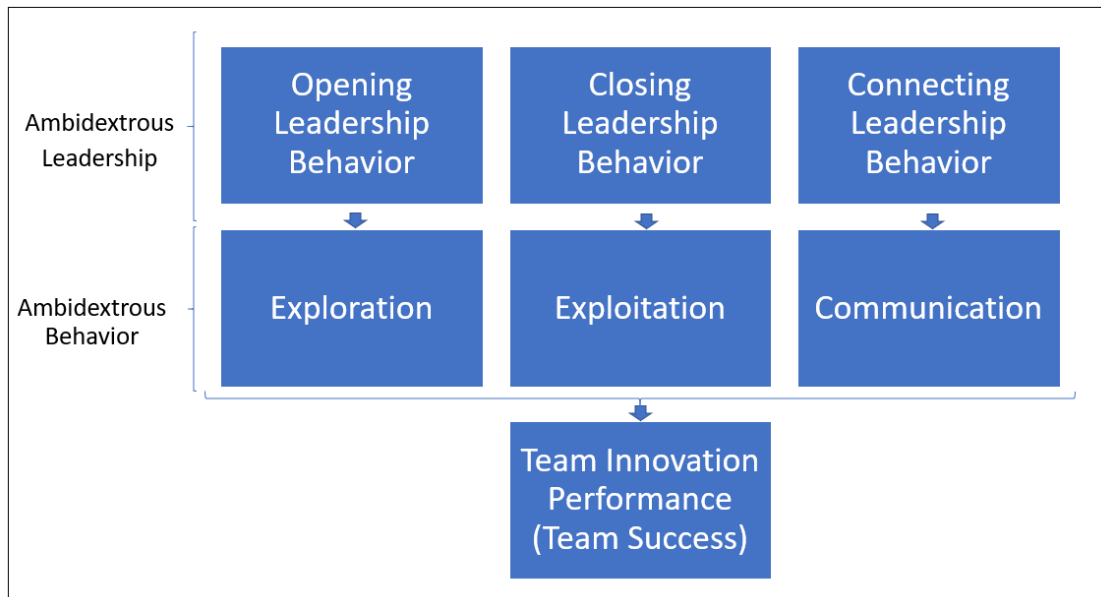 Ambidextrous
Leadership
Opening
Leadership
Behavior
Closing
Leadership
Behavior
Connecting
Leadership
Behavior
Ambidextrous
Behavior
Exploration
Exploitation
Communication
Team Innovation
Performance
(Team Success)